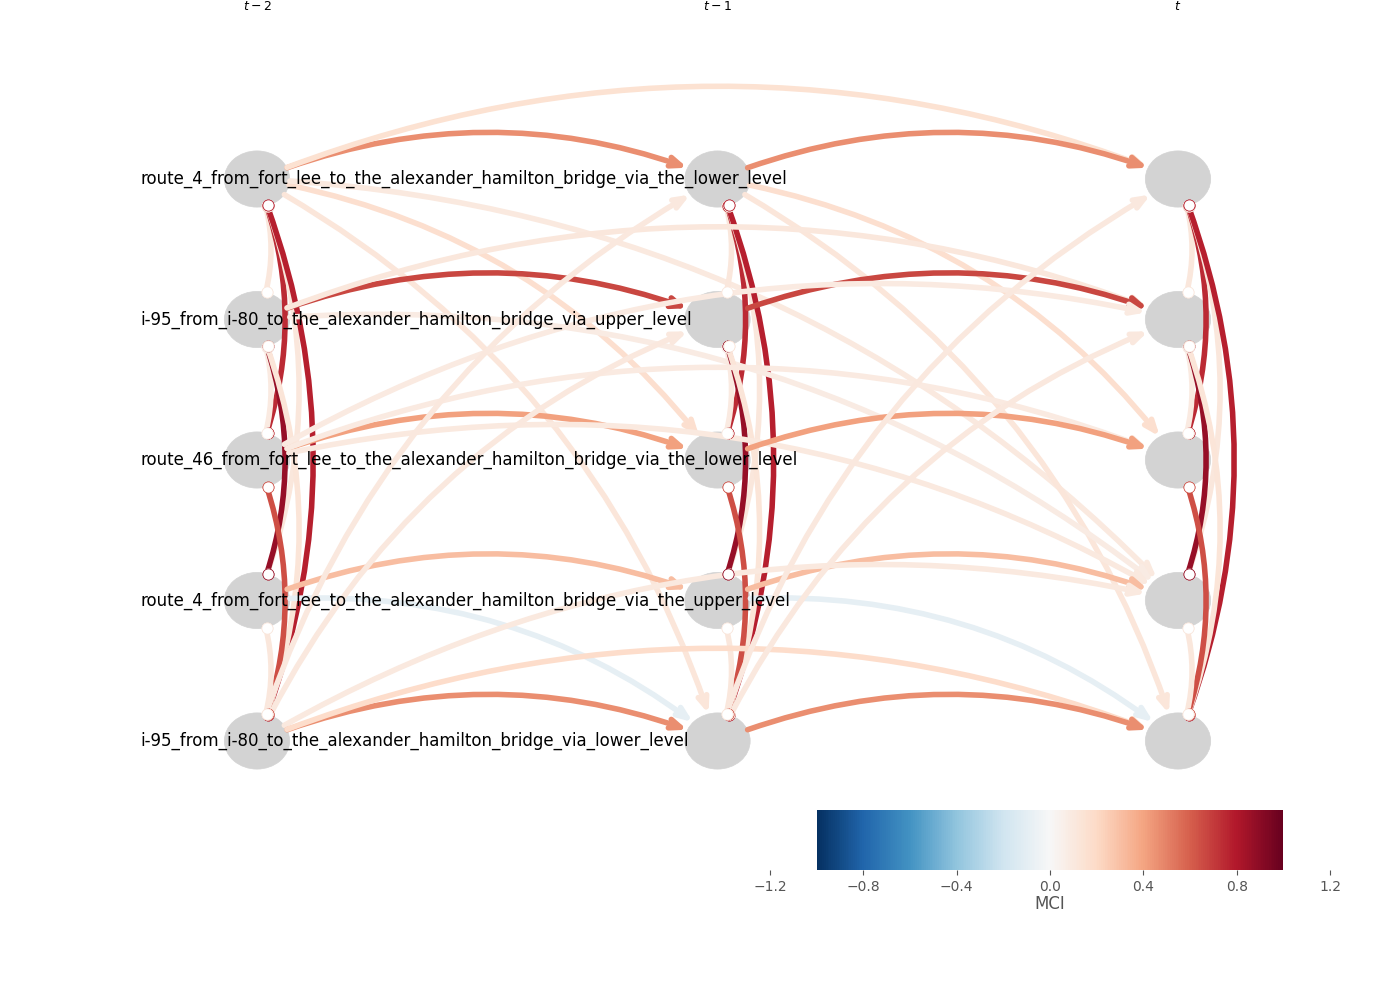 t − 2 t − 1 t
route_4_from_fort_lee_to_the_alexander_hamilton_bridge_via_the_lower_level
i-95_from_i-80_to_the_alexander_hamilton_bridge_via_upper_level
route_46_from_fort_lee_to_the_alexander_hamilton_bridge_via_the_lower_level
route_4_from_fort_lee_to_the_alexander_hamilton_bridge_via_the_upper_level
i-95_from_i-80_to_the_alexander_hamilton_bridge_via_lower_level
−1.2 −0.8 −0.4 0.0 0.4 0.8 1.2
MCI